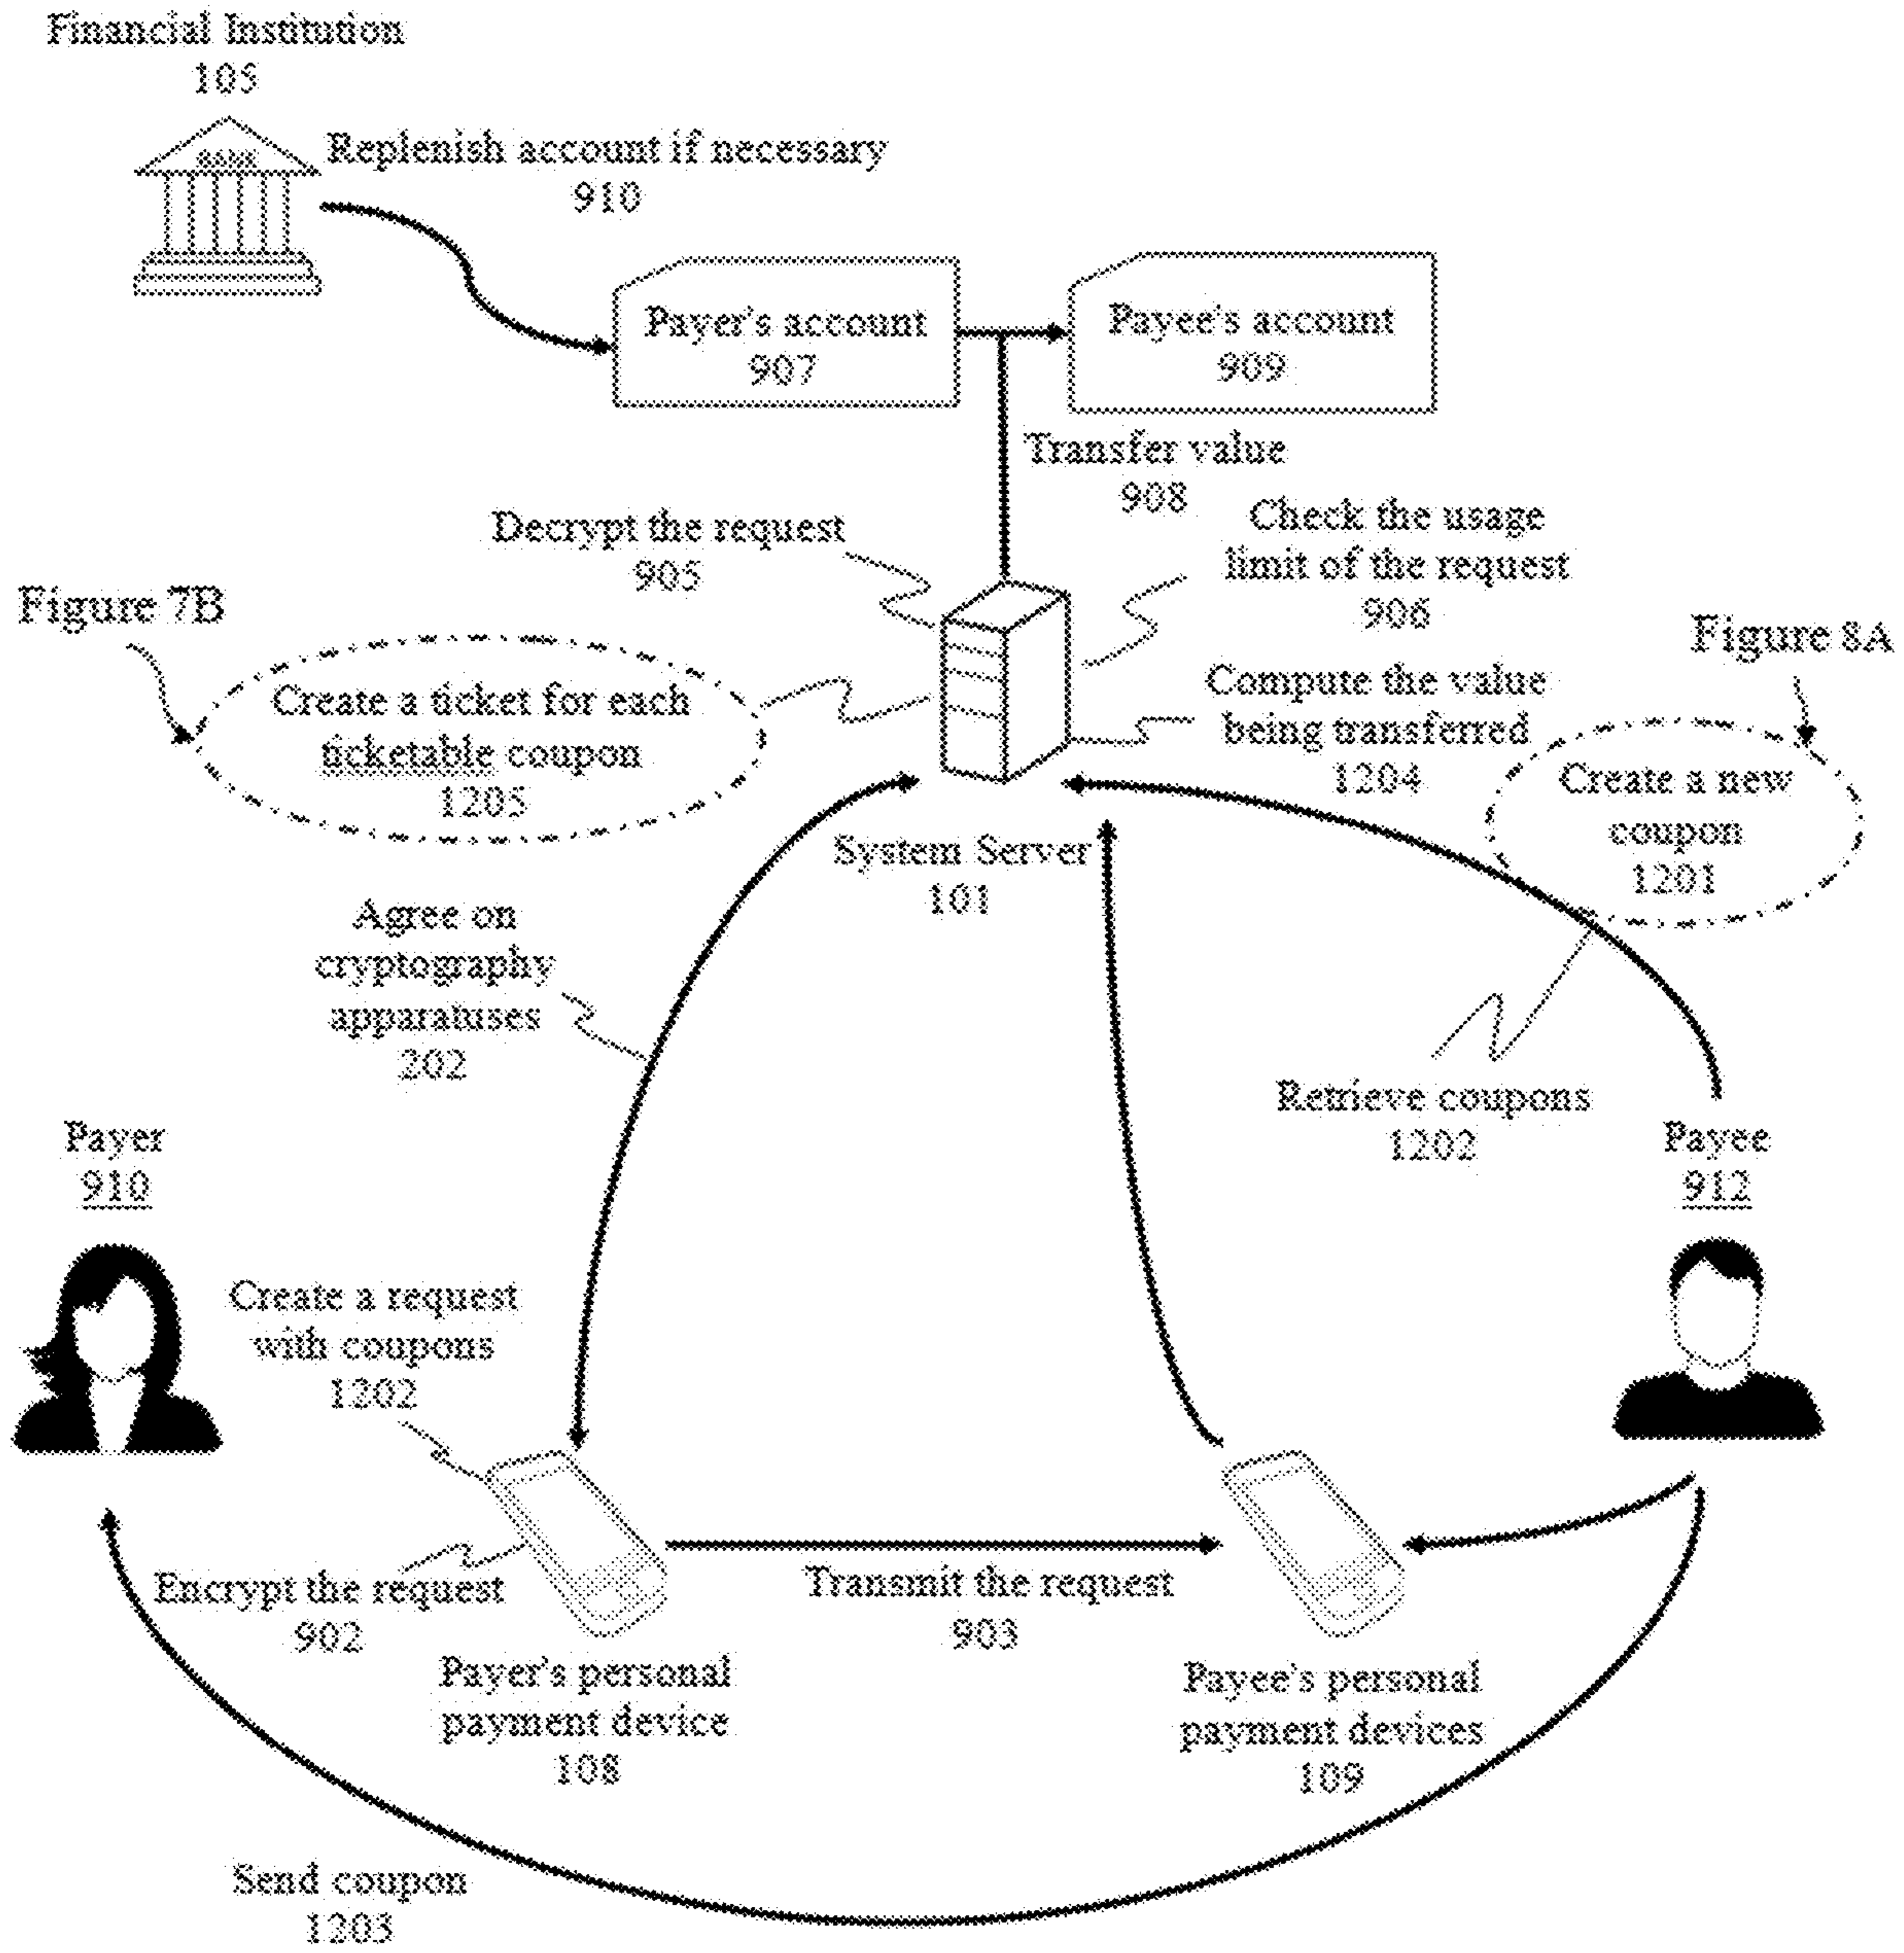 Financial Institution
105
BANK
Replenish account if necessary
910
Payer's account
907
Payee's account
909
Transfer value
908
Decrypt the request
905
Check the usage
limit of the request
906
Figure 7B
Figure 8A
Create a ticket for each
ticketable coupon
1205
Compute the value
being transferred
1204
Create a new
coupon
1201
System Server
101
Agree on
cryptography
apparatuses
202
Retrieve coupons
1202
Payer
910
Payee
912
Create a request
with coupons
1202
Encrypt the request
902
Transmit the request
903
Payer's personal
payment device
108
Payee's personal
payment devices
109
Send coupon
1203